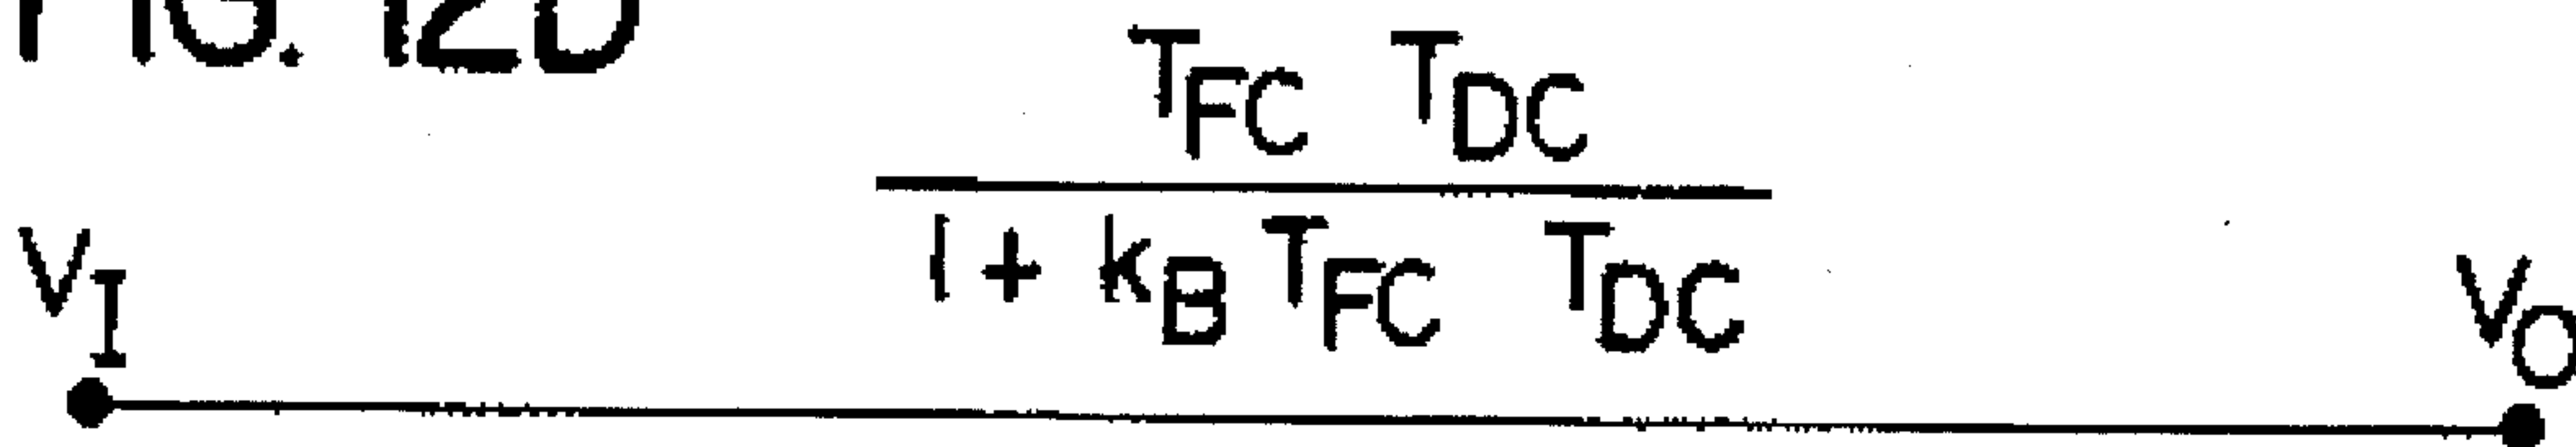 FIG. 12D
T_FC T_DC
1 + k_B T_FC T_DC
V_I
V_O